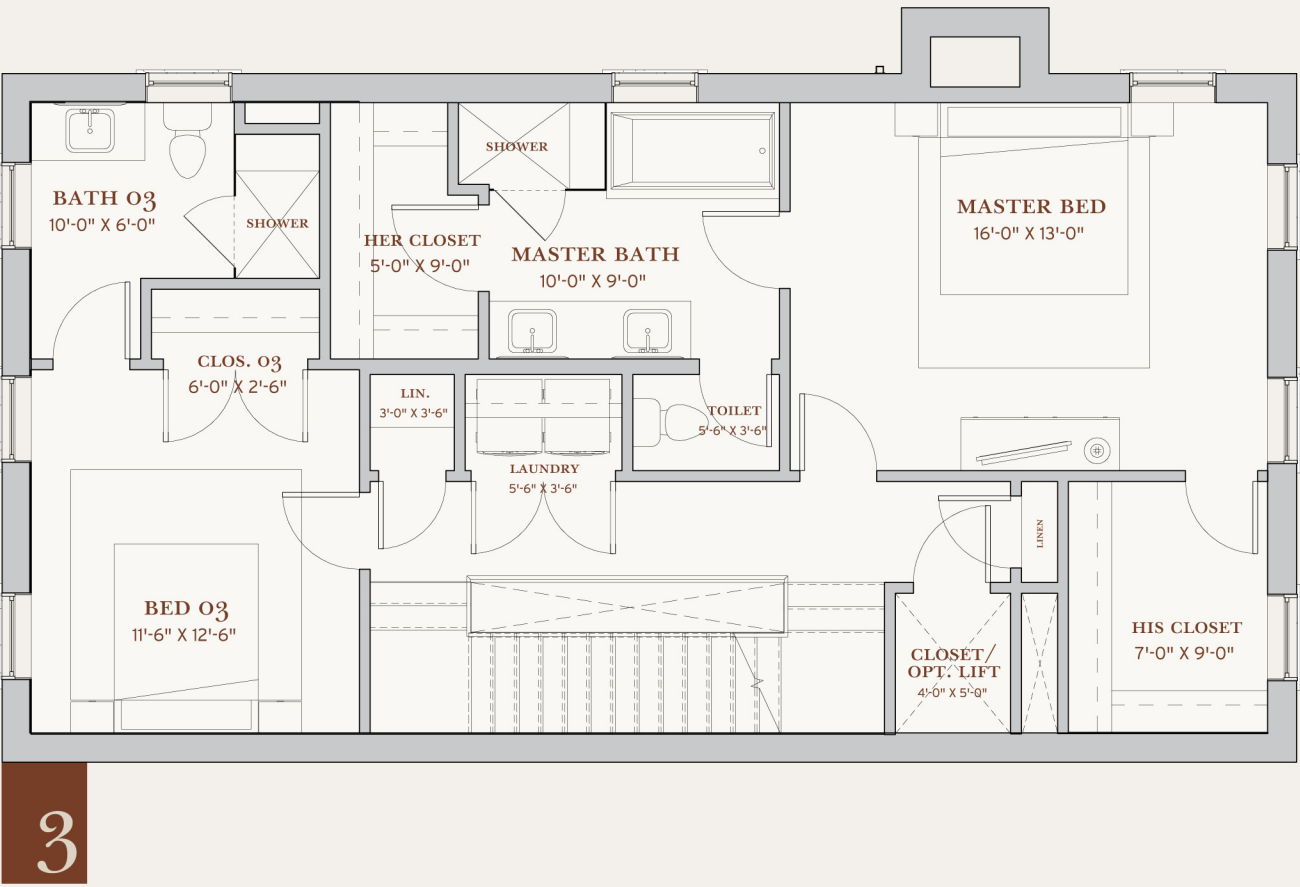 BATH 03
10'-0" X 6'-0"
SHOWER
HER CLOSET
5'-0" X 9'-0"
SHOWER
MASTER BATH
10'-0" X 9'-0"
MASTER BED
16'-0" X 13'-0"
CLOS. 03
6'-0" X 2'-6"
LIN.
3'-0" X 3'-6"
LAUNDRY
5'-6" X 3'-6"
TOILET
5'-6" X 3'-6"
LINEN
BED 03
11'-6" X 12'-6"
CLOSET/
OPT. LIFT
4'-0" X 5'-0"
HIS CLOSET
7'-0" X 9'-0"
3